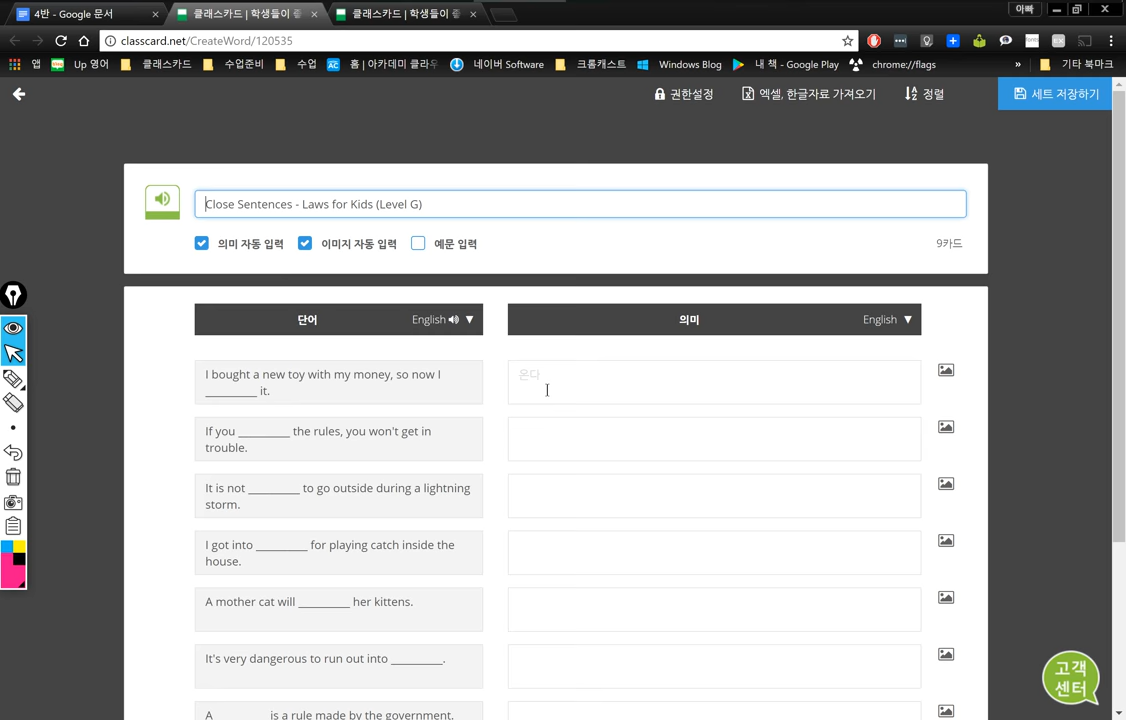 4반 - Google 문서
클래스카드 | 학생들이 좋
클래스카드 | 학생들이 좋
아빠
classcard.net/CreateWord/120535
앱
Up 영어
클래스카드
수업준비
수업
홈 | 아카데미 클라우
네이버 Software
크롬캐스트
Windows Blog
내 책 - Google Play
chrome://flags
»
기타 북마크
권한설정
엑셀, 한글자료 가져오기
정렬
세트 저장하기
Close Sentences - Laws for Kids (Level G)
의미 자동 입력
이미지 자동 입력
예문 입력
9카드
단어
English
의미
English
I bought a new toy with my money, so now I
__________ it.
온다
If you __________ the rules, you won't get in
trouble.
It is not __________ to go outside during a lightning
storm.
I got into __________ for playing catch inside the
house.
A mother cat will __________ her kittens.
It's very dangerous to run out into __________.
A __________ is a rule made by the government.
고객
센터